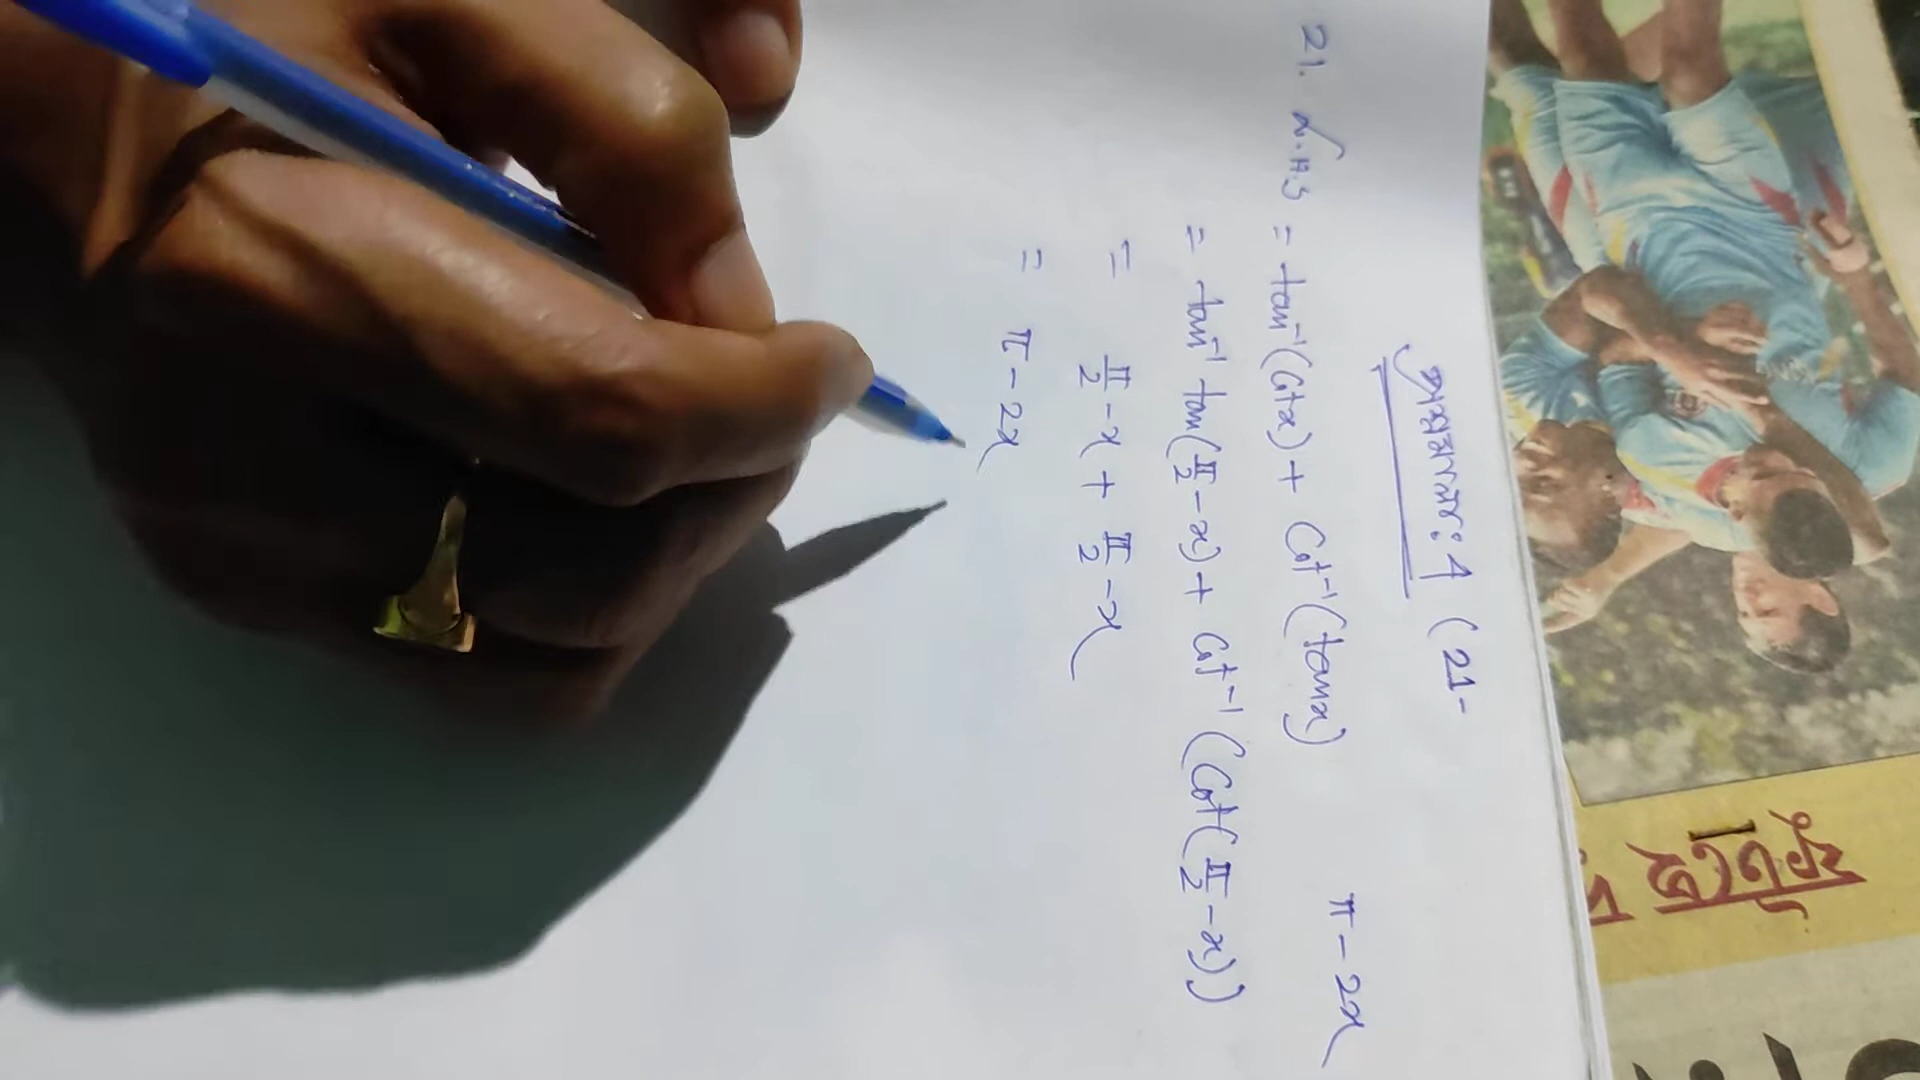 প্রশ্নমালা: 4 (21-
π - 2x
21. L.H.S = tan⁻¹(Cotx) + Cot⁻¹(tanx)
= tan⁻¹ tan(π/2 - x) + Cot⁻¹(Cot(π/2 - x))
= π/2 - x + π/2 - x
= π - 2x